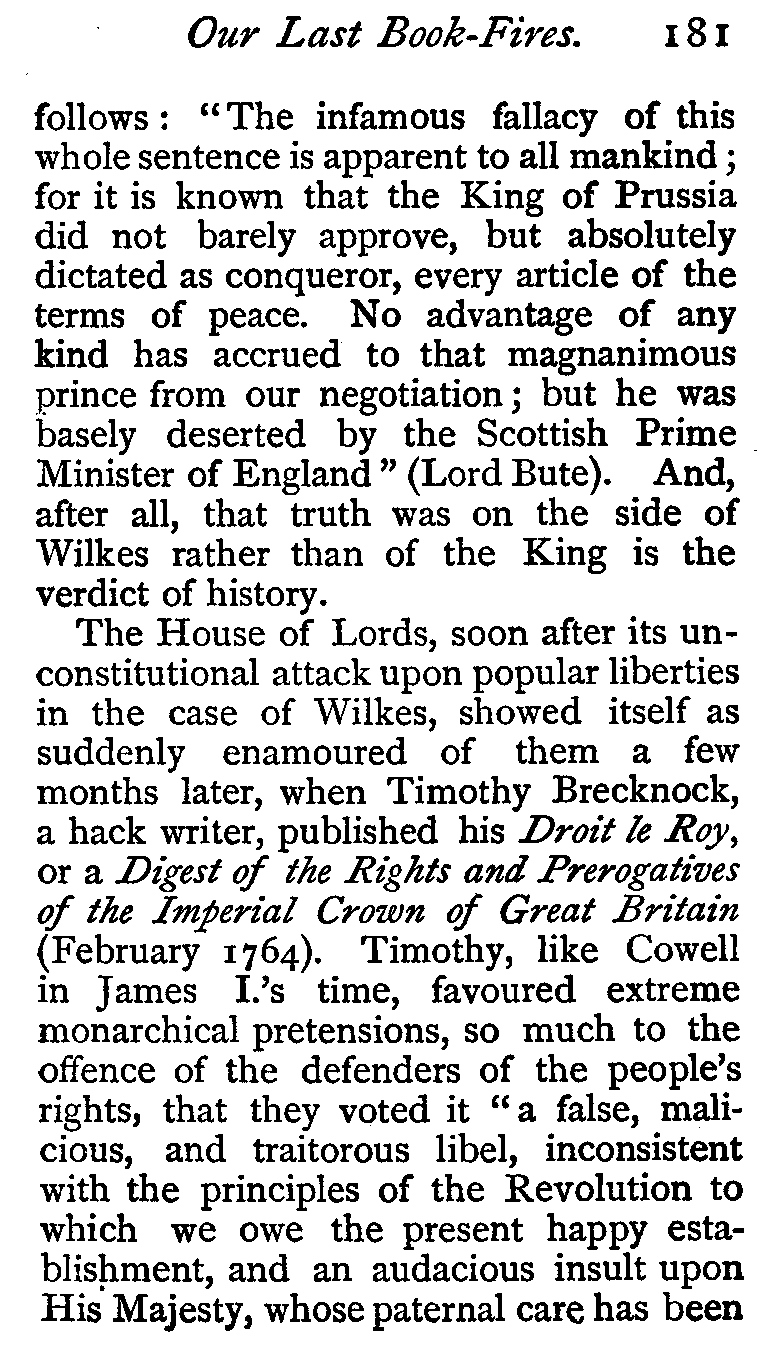 Our Last Book-Fires. 181
follows : “The infamous fallacy of this
whole sentence is apparent to all mankind ;
for it is known that the King of Prussia
did not barely approve, but absolutely
dictated as conqueror, every article of the
terms of peace. No advantage of any
kind has accrued to that magnanimous
prince from our negotiation ; but he was
basely deserted by the Scottish Prime
Minister of England” (Lord Bute). And,
after all, that truth was on the side of
Wilkes rather than of the King is the
verdict of history.
The House of Lords, soon after its un-
constitutional attack upon popular liberties
in the case of Wilkes, showed itself as
suddenly enamoured of them a few
months later, when Timothy Brecknock,
a hack writer, published his Droit le Roy,
or a Digest of the Rights and Prerogatives
of the Imperial Crown of Great Britain
(February 1764). Timothy, like Cowell
in James I.’s time, favoured extreme
monarchical pretensions, so much to the
offence of the defenders of the people’s
rights, that they voted it “a false, mali-
cious, and traitorous libel, inconsistent
with the principles of the Revolution to
which we owe the present happy esta-
blishment, and an audacious insult upon
His Majesty, whose paternal care has been